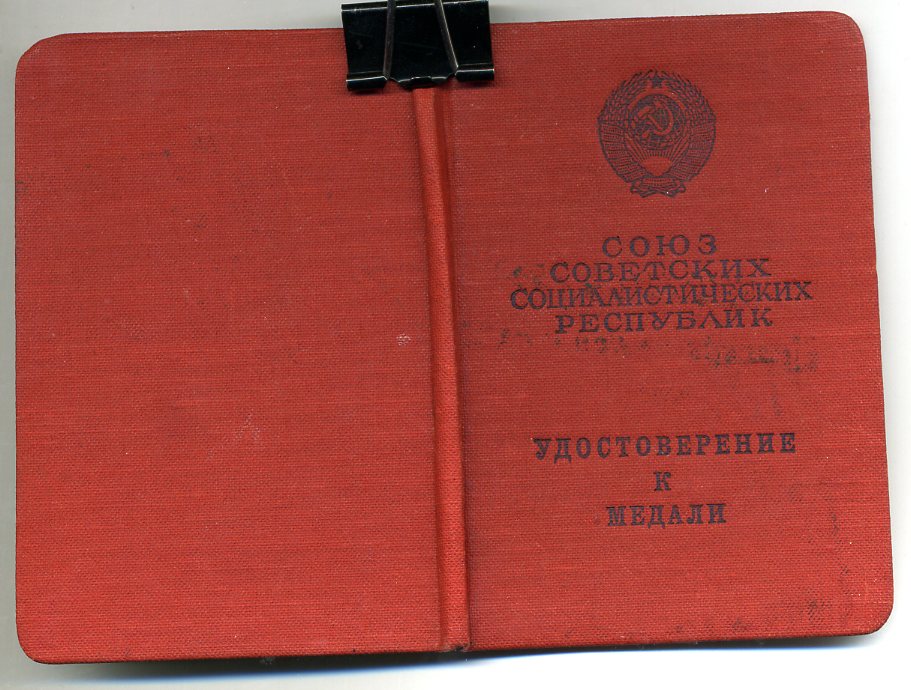 СОЮЗ
СОВЕТСКИХ
СОЦИАЛИСТИЧЕСКИХ
РЕСПУБЛИК
УДОСТОВЕРЕНИЕ
К
МЕДАЛИ